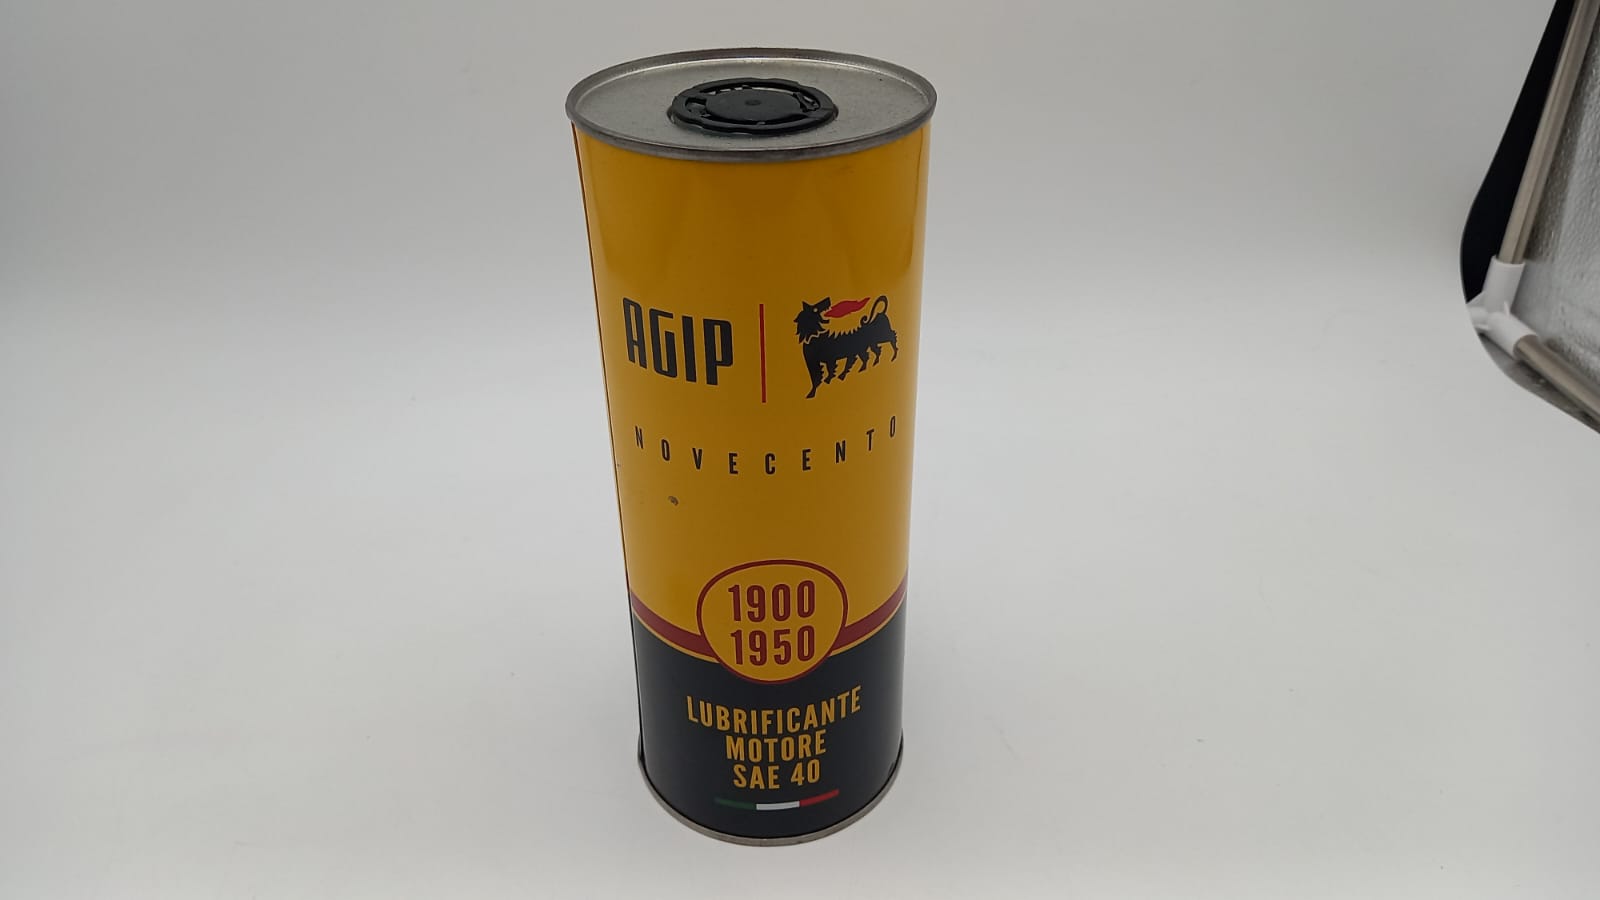 AGIP
NOVECENTO
1900
1950
LUBRIFICANTE
MOTORE
SAE 40